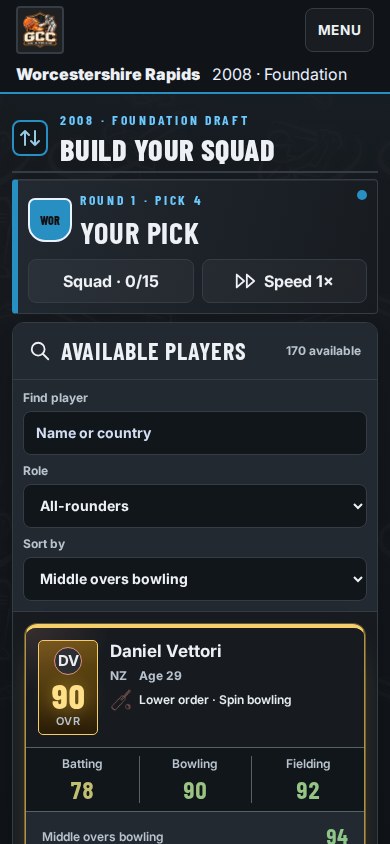 GCC
MENU
Worcestershire Rapids 2008 · Foundation
2008 · FOUNDATION DRAFT
BUILD YOUR SQUAD
ROUND 1 · PICK 4
WOR
YOUR PICK
Squad · 0/15
Speed 1×
AVAILABLE PLAYERS
170 available
Find player
Name or country
Role
All-rounders
Sort by
Middle overs bowling
DV
90
OVR
Daniel Vettori
NZ Age 29
Lower order · Spin bowling
Batting Bowling Fielding
78 90 92
Middle overs bowling 94